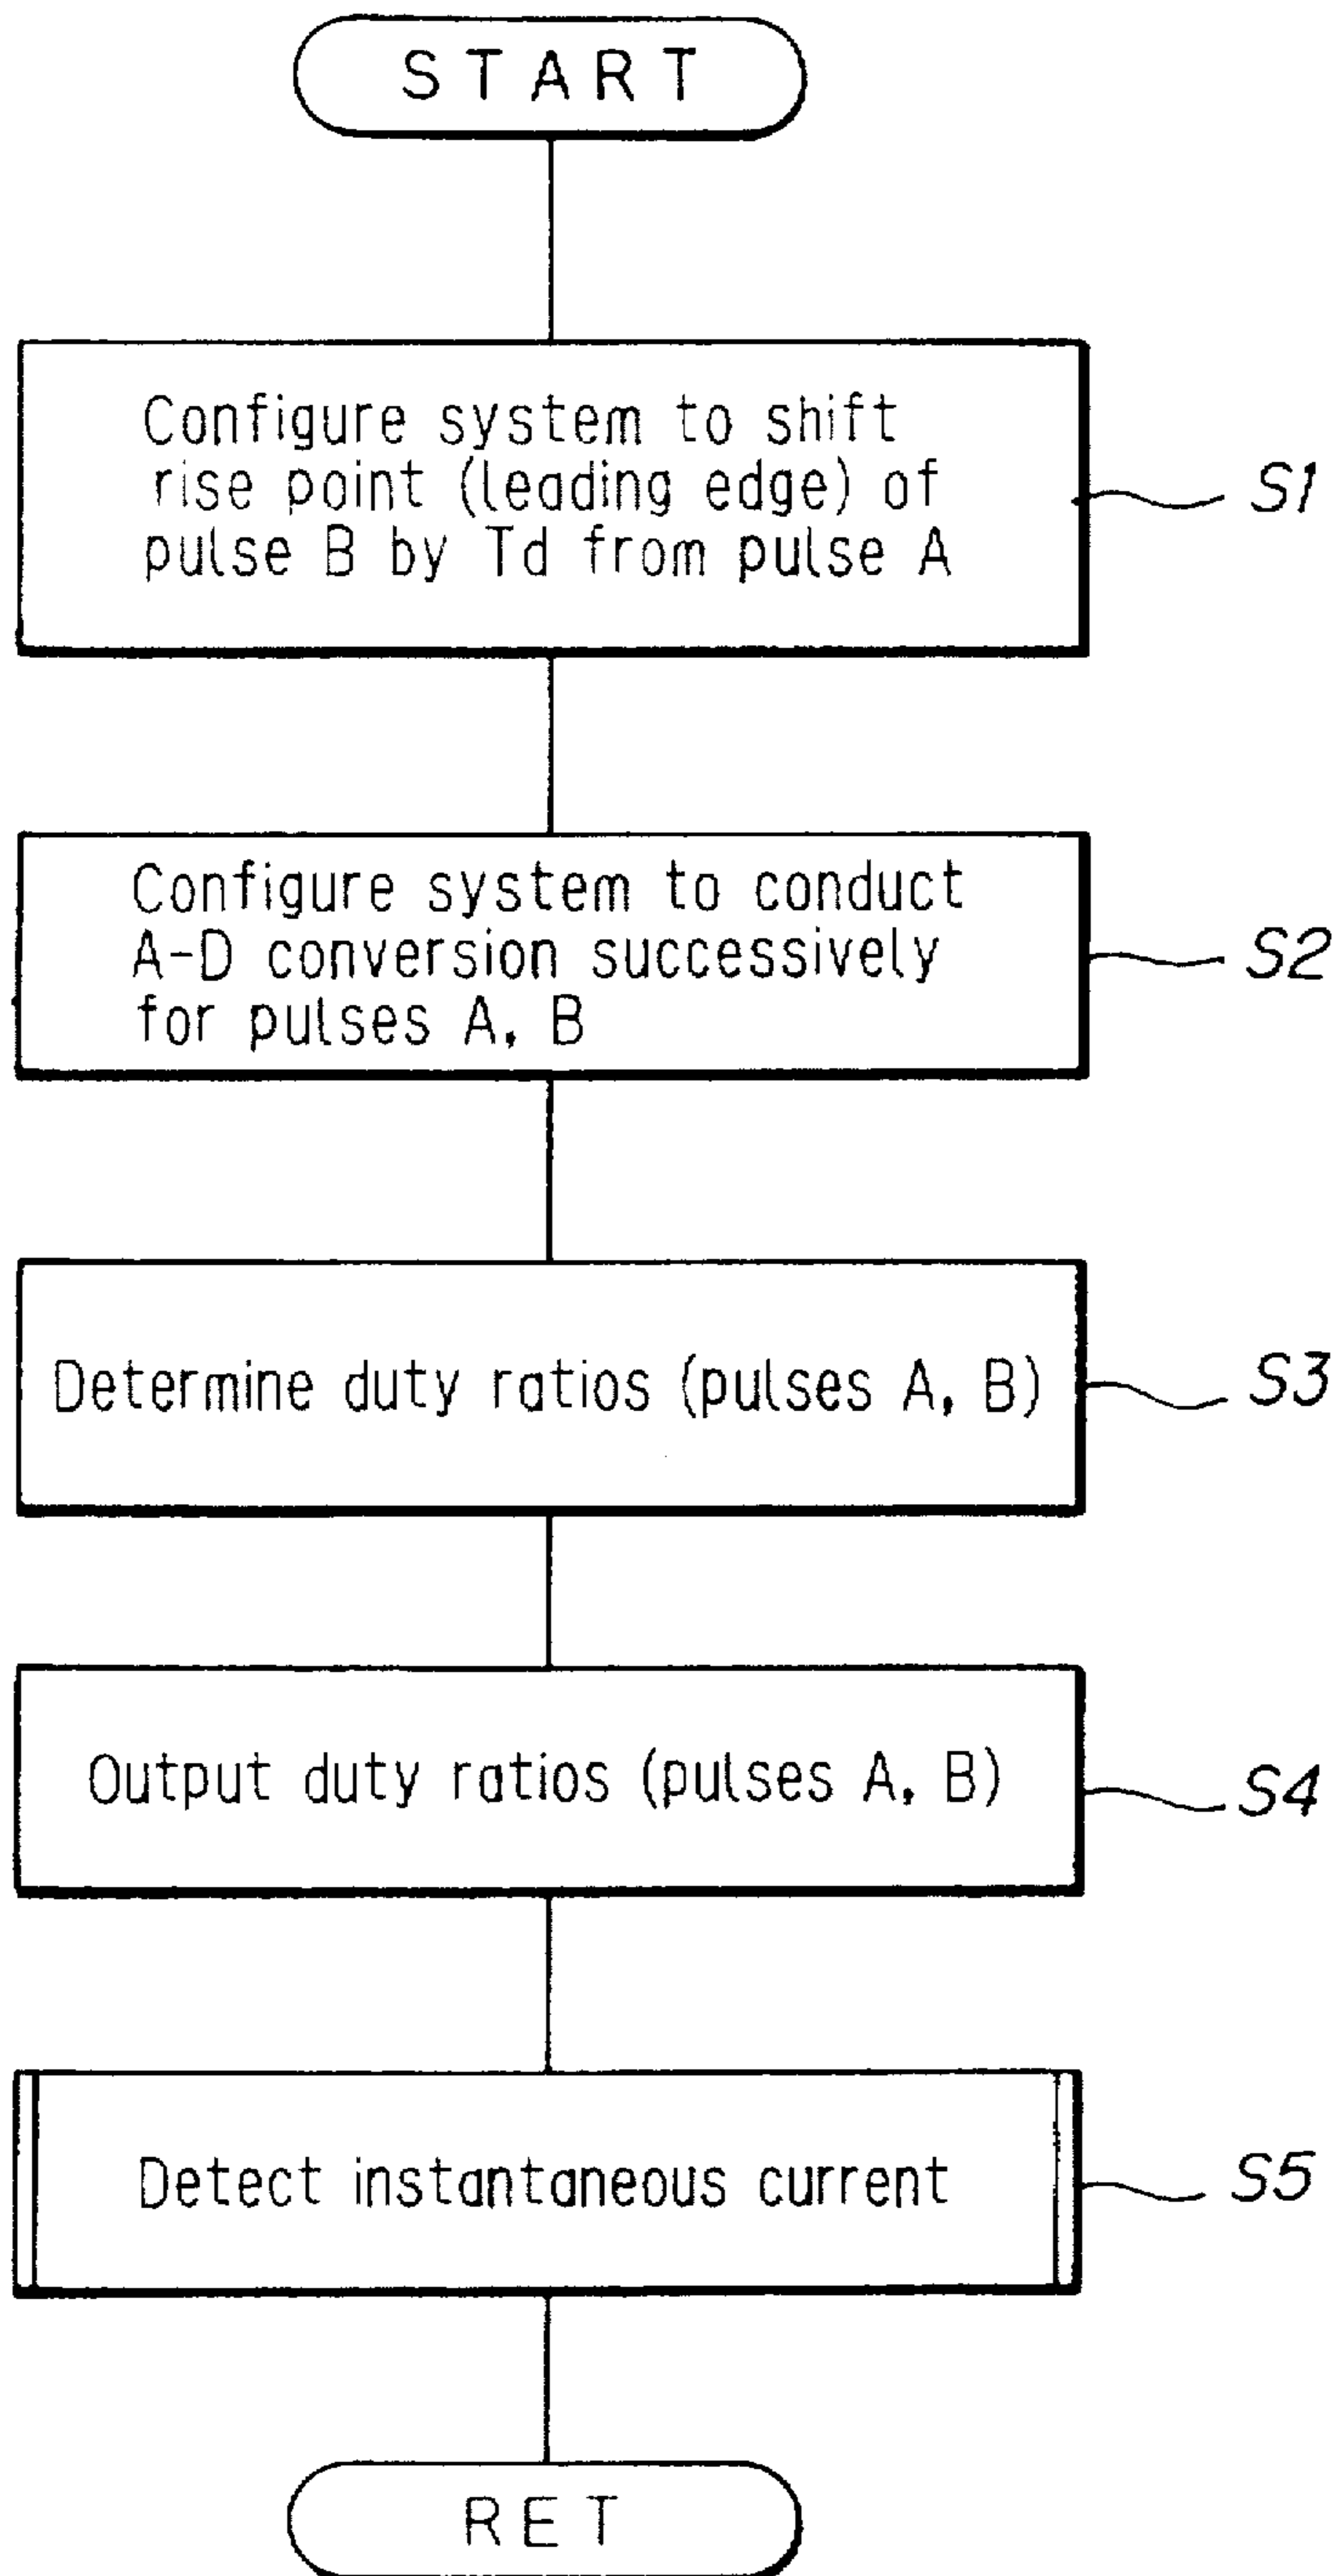 START
Configure system to shift
rise point (leading edge) of
pulse B by Td from pulse A
S1
Configure system to conduct
A-D conversion successively
for pulses A, B
S2
Determine duty ratios (pulses A, B)
S3
Output duty ratios (pulses A, B)
S4
Detect instantaneous current
S5
RET